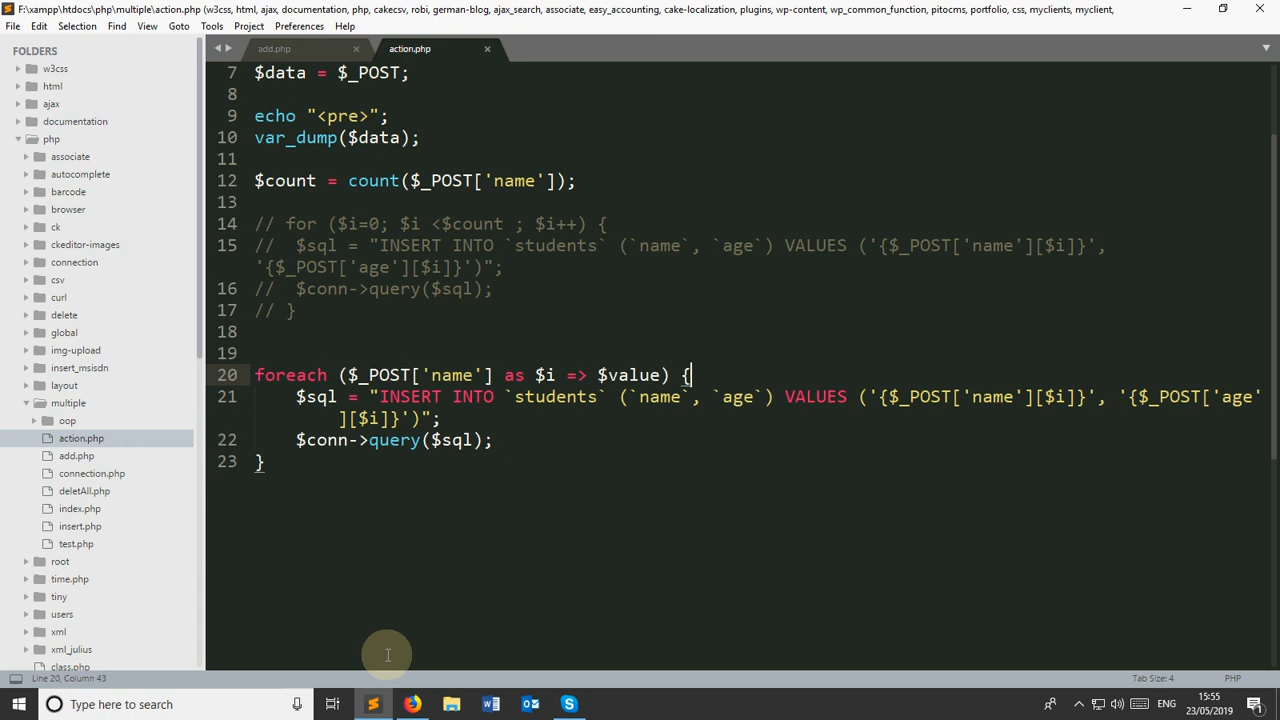 F:\xampp\htdocs\php\multiple\action.php (w3css, html, ajax, documentation, php, cakecsv, robi, german-blog, ajax_search, associate, easy_accounting, cake-localization, plugins, wp-content, wp_common_function, pitocms, portfolio, css, myclients, myclient,
File Edit Selection Find View Goto Tools Project Preferences Help
FOLDERS
w3css
html
ajax
documentation
php
associate
autocomplete
barcode
browser
ck
ckeditor-images
connection
csv
curl
delete
global
img-upload
insert_msisdn
layout
multiple
oop
action.php
add.php
connection.php
deletAll.php
index.php
insert.php
test.php
root
time.php
tiny
users
xml
xml_julius
class.php
add.php action.php
7 $data = $_POST;
8
9 echo "<pre>";
10 var_dump($data);
11
12 $count = count($_POST['name']);
13
14 // for ($i=0; $i <$count ; $i++) {
15 //  $sql = "INSERT INTO `students` (`name`, `age`) VALUES ('{$_POST['name'][$i]}',
'{$_POST['age'][$i]}')";
16 //  $conn->query($sql);
17 // }
18
19
20 foreach ($_POST['name'] as $i => $value) {
21     $sql = "INSERT INTO `students` (`name`, `age`) VALUES ('{$_POST['name'][$i]}', '{$_POST['age'
][$i]}')";
22     $conn->query($sql);
23 }
Line 20, Column 43 Tab Size: 4 PHP
Type here to search
ENG
15:55
23/05/2019
1